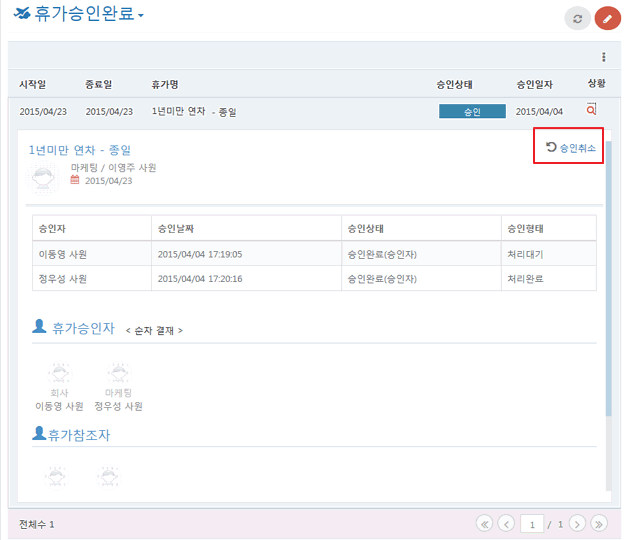 휴가승인완료
시작일 종료일 휴가명 승인상태 승인일자 상황
2015/04/23 2015/04/23 1년미만 연차 - 종일 승인 2015/04/04
1년미만 연차 - 종일 승인취소
마케팅 / 이영주 사원
2015/04/23
승인자 승인날짜 승인상태 승인형태
이동영 사원 2015/04/04 17:19:05 승인완료(승인자) 처리대기
정우성 사원 2015/04/04 17:20:16 승인완료(승인자) 처리완료
휴가승인자 < 순차 결재 >
회사 마케팅
이동영 사원 정우성 사원
휴가참조자
전체수 1 1 / 1